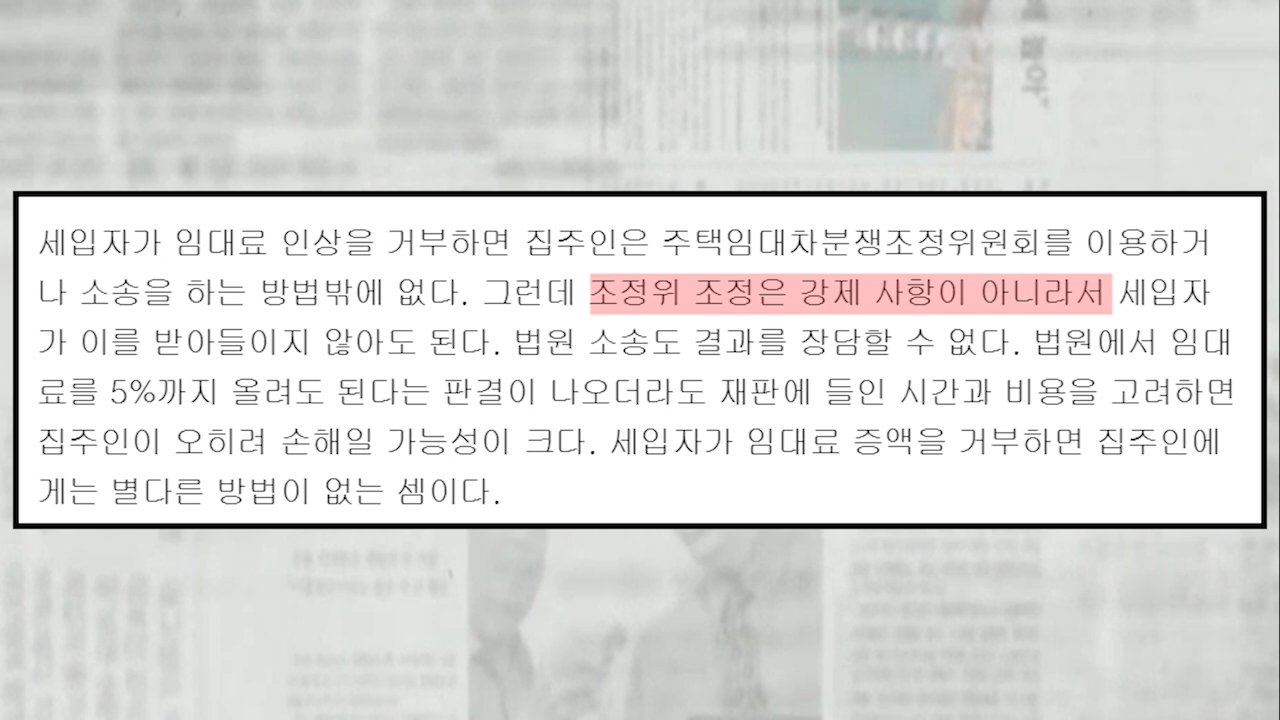 세입자가 임대료 인상을 거부하면 집주인은 주택임대차분쟁조정위원회를 이용하거
나 소송을 하는 방법밖에 없다. 그런데 조정위 조정은 강제 사항이 아니라서 세입자
가 이를 받아들이지 않아도 된다. 법원 소송도 결과를 장담할 수 없다. 법원에서 임대
료를 5%까지 올려도 된다는 판결이 나오더라도 재판에 들인 시간과 비용을 고려하면
집주인이 오히려 손해일 가능성이 크다. 세입자가 임대료 증액을 거부하면 집주인에
게는 별다른 방법이 없는 셈이다.